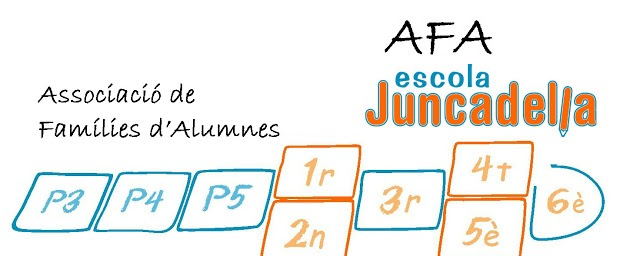 AFA
escola
Juncadella
Associació de
Famílies d'Alumnes
P3 P4 P5 1r 2n 3r 4t 5è 6è